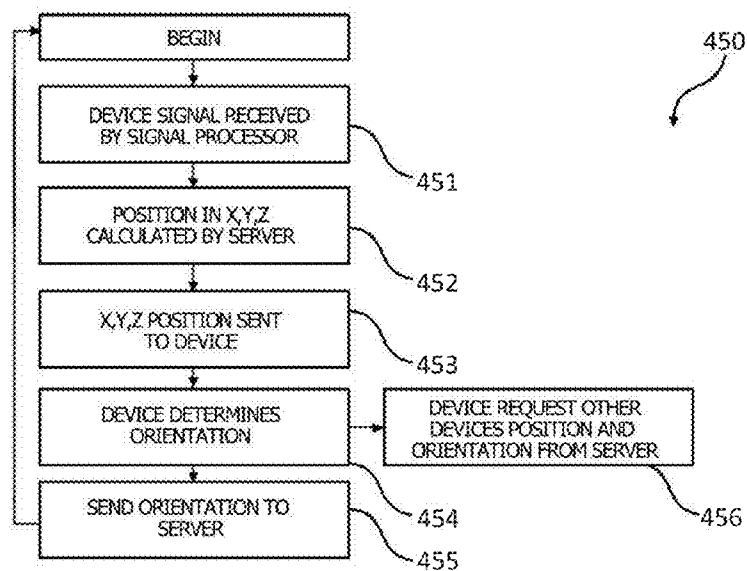 BEGIN
450
DEVICE SIGNAL RECEIVED
BY SIGNAL PROCESSOR
451
POSITION IN X,Y,Z
CALCULATED BY SERVER
452
X,Y,Z POSITION SENT
TO DEVICE
453
DEVICE DETERMINES
ORIENTATION
454
DEVICE REQUEST OTHER
DEVICES POSITION AND
ORIENTATION FROM SERVER
456
SEND ORIENTATION TO
SERVER
455